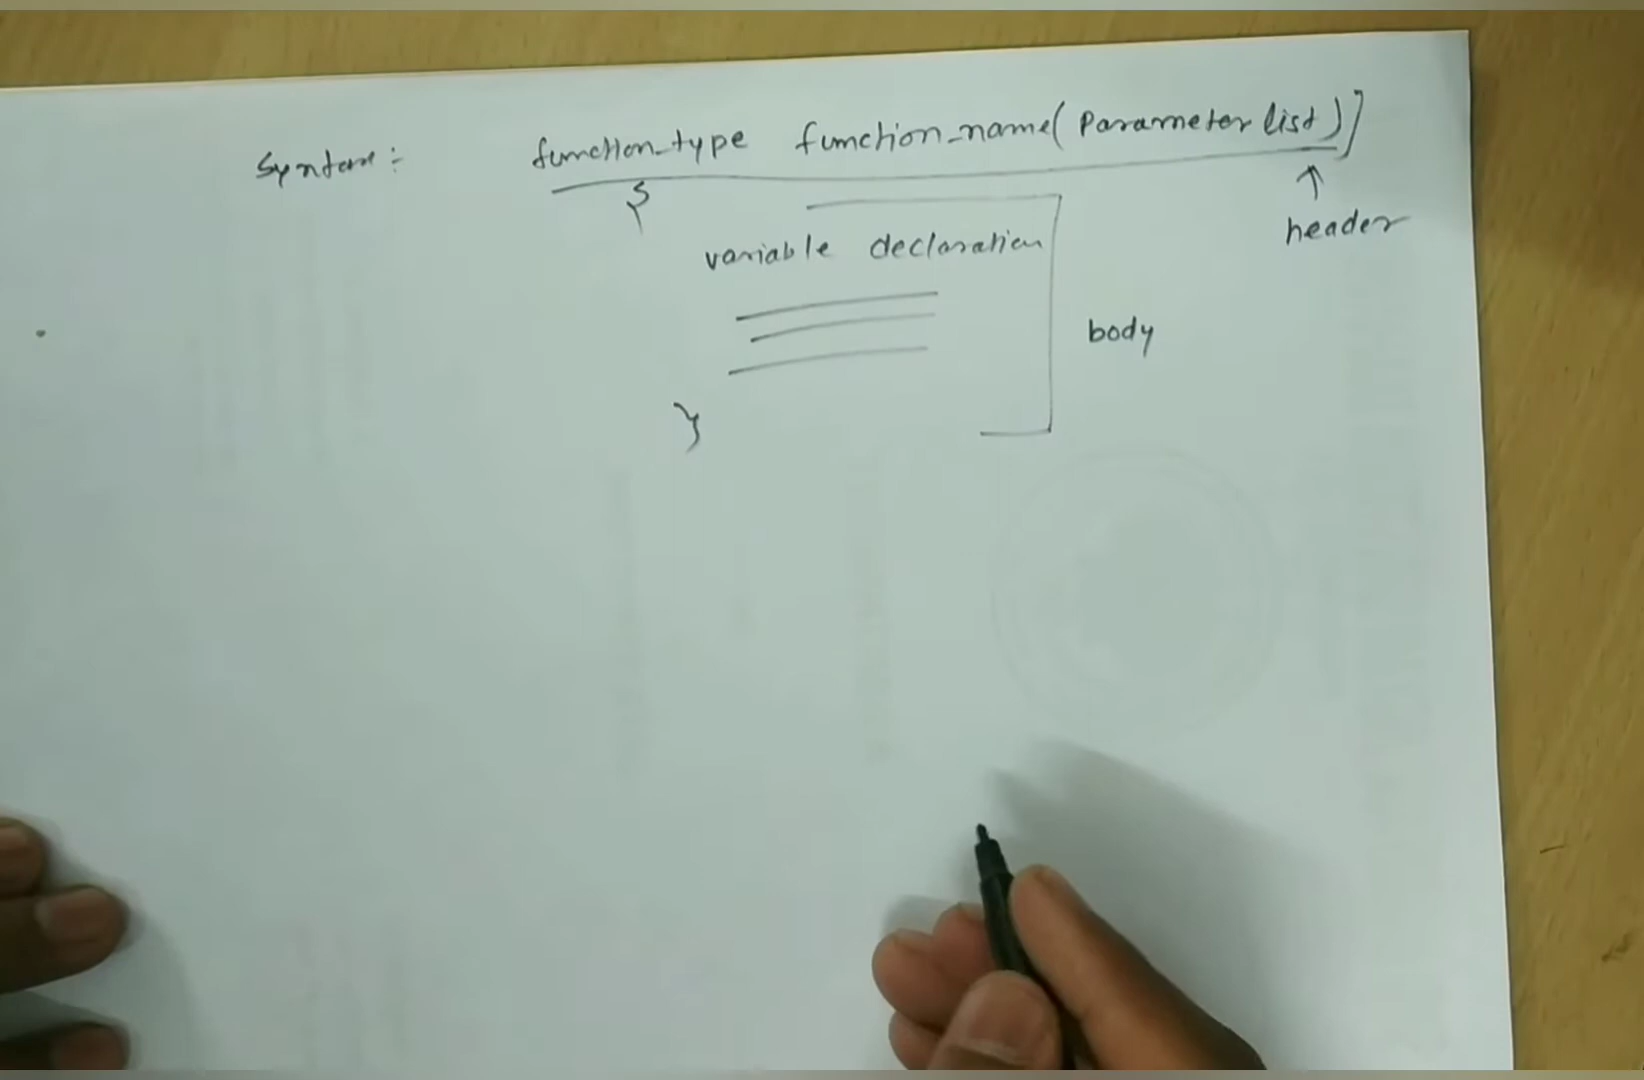 Syntax :-  function_type  function_name( Parameter list )]
{
header
variable declaration
body
}